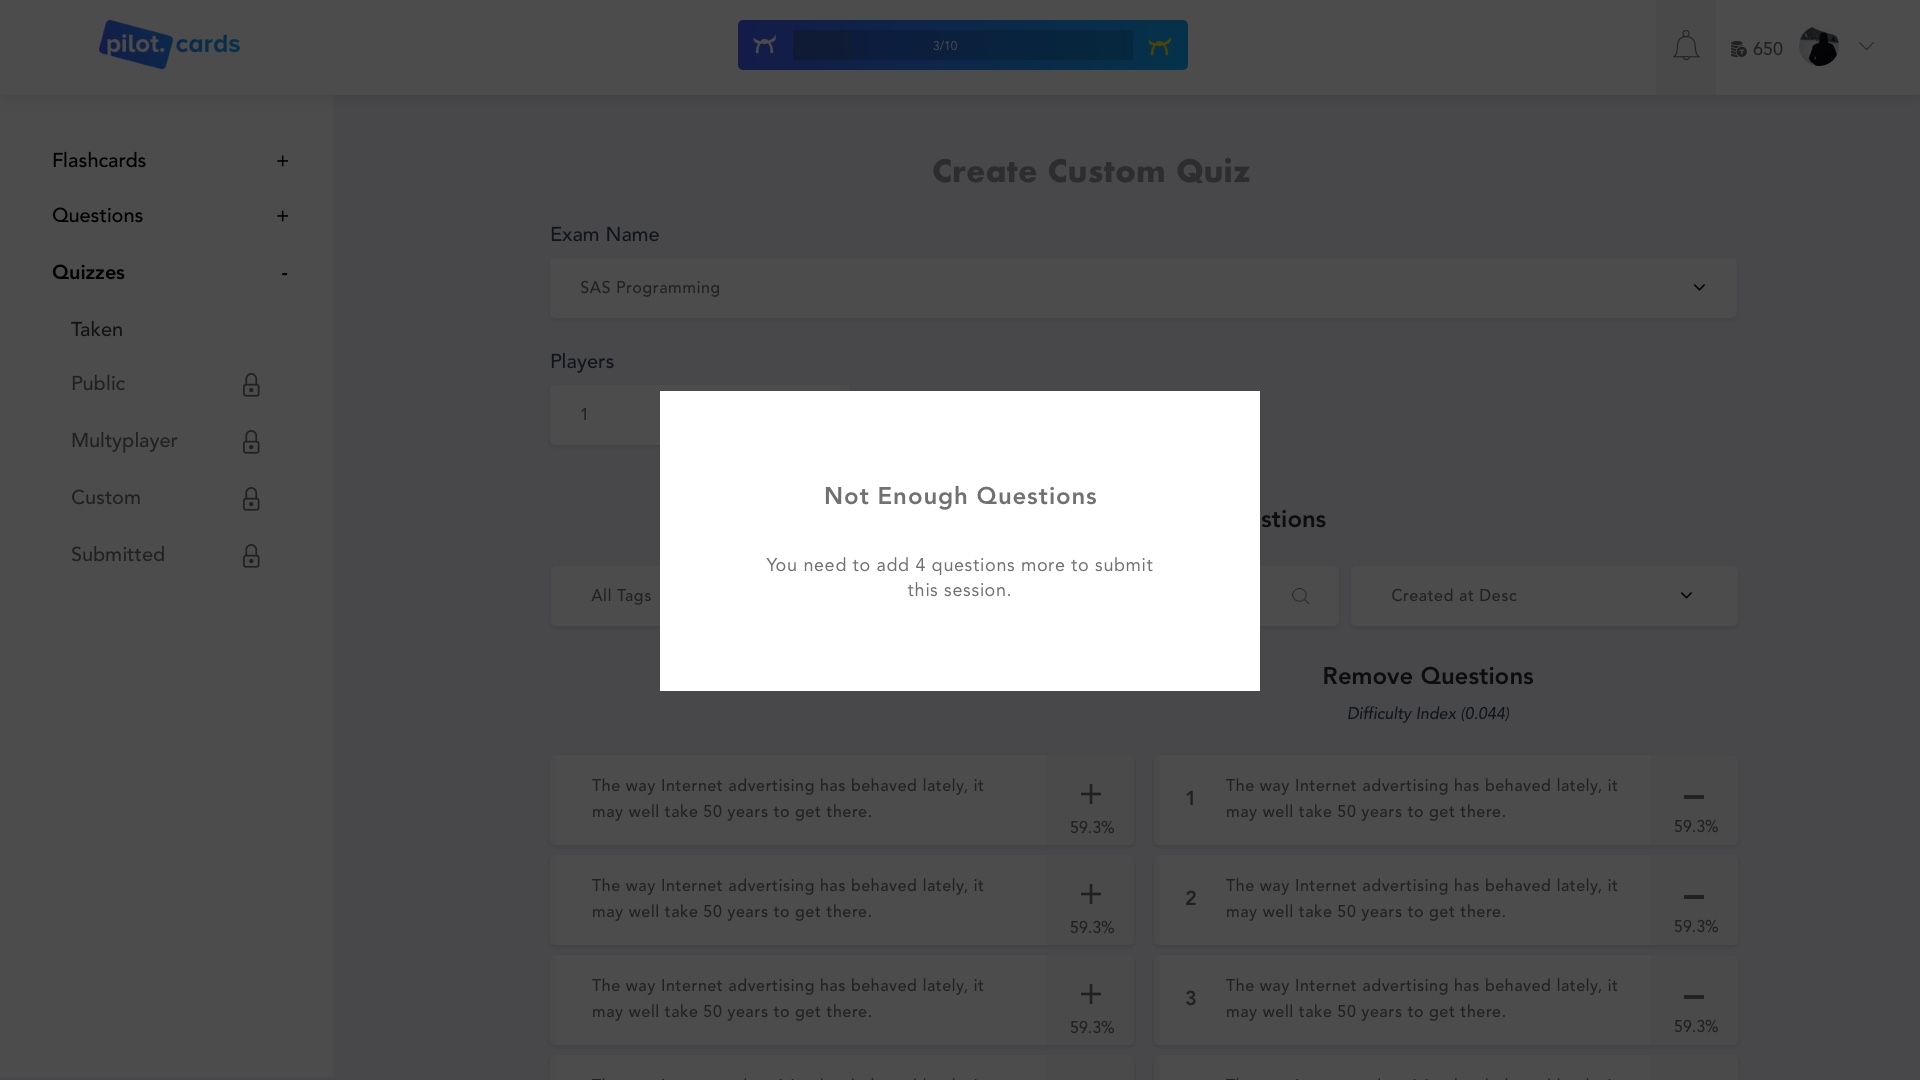 pilot. cards
3/10
650
Flashcards +
Questions +
Quizzes -
Taken
Public
Multyplayer
Custom
Submitted
Create Custom Quiz
Exam Name
SAS Programming
Players
1
Not Enough Questions
You need to add 4 questions more to submit
this session.
stions
All Tags
Created at Desc
Remove Questions
Difficulty Index (0.044)
The way Internet advertising has behaved lately, it
may well take 50 years to get there.
59.3%
1
The way Internet advertising has behaved lately, it
may well take 50 years to get there.
59.3%
The way Internet advertising has behaved lately, it
may well take 50 years to get there.
59.3%
2
The way Internet advertising has behaved lately, it
may well take 50 years to get there.
59.3%
The way Internet advertising has behaved lately, it
may well take 50 years to get there.
59.3%
3
The way Internet advertising has behaved lately, it
may well take 50 years to get there.
59.3%